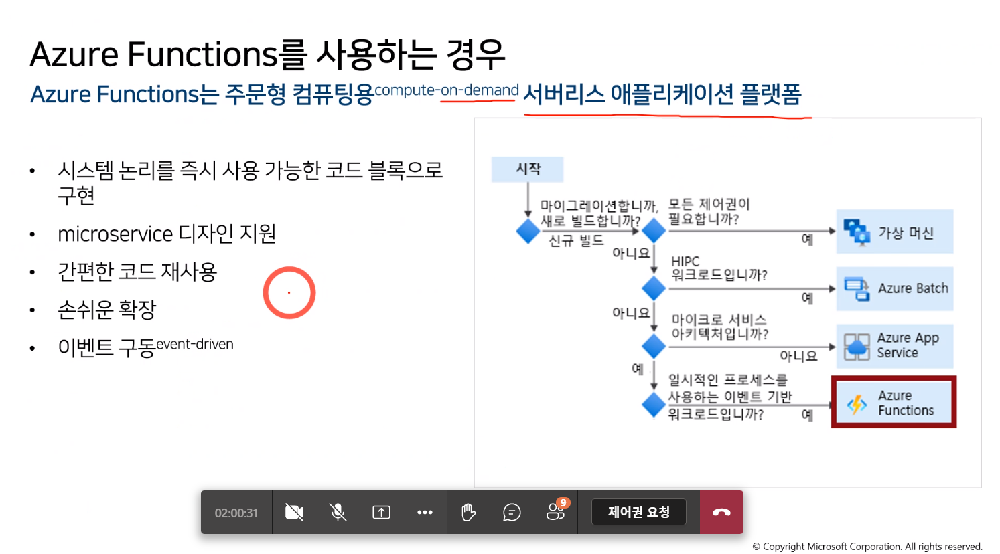 Azure Functions를 사용하는 경우
Azure Functions는 주문형 컴퓨팅용compute-on-demand 서버리스 애플리케이션 플랫폼
• 시스템 논리를 즉시 사용 가능한 코드 블록으로
구현
• microservice 디자인 지원
• 간편한 코드 재사용
• 손쉬운 확장
• 이벤트 구동event-driven
시작
마이그레이션합니까,
새로 빌드합니까?
신규 빌드
모든 제어권이
필요합니까?
예
가상 머신
아니요
HIPC
워크로드입니까?
예
Azure Batch
아니요
마이크로 서비스
아키텍처입니까?
아니요
Azure App
Service
예
일시적인 프로세스를
사용하는 이벤트 기반
워크로드입니까?
예
Azure
Functions
02:00:31
9
제어권 요청
© Copyright Microsoft Corporation. All rights reserved.